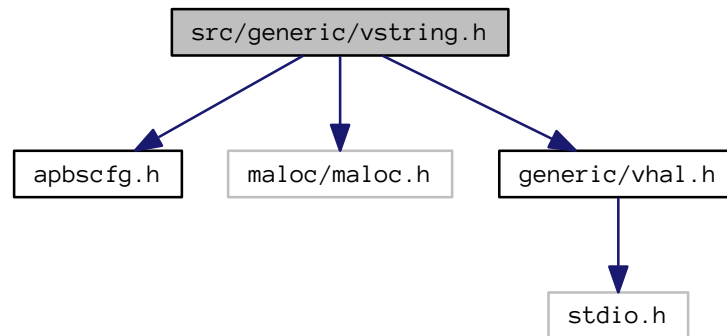 src/generic/vstring.h
apbscfg.h
maloc/maloc.h
generic/vhal.h
stdio.h